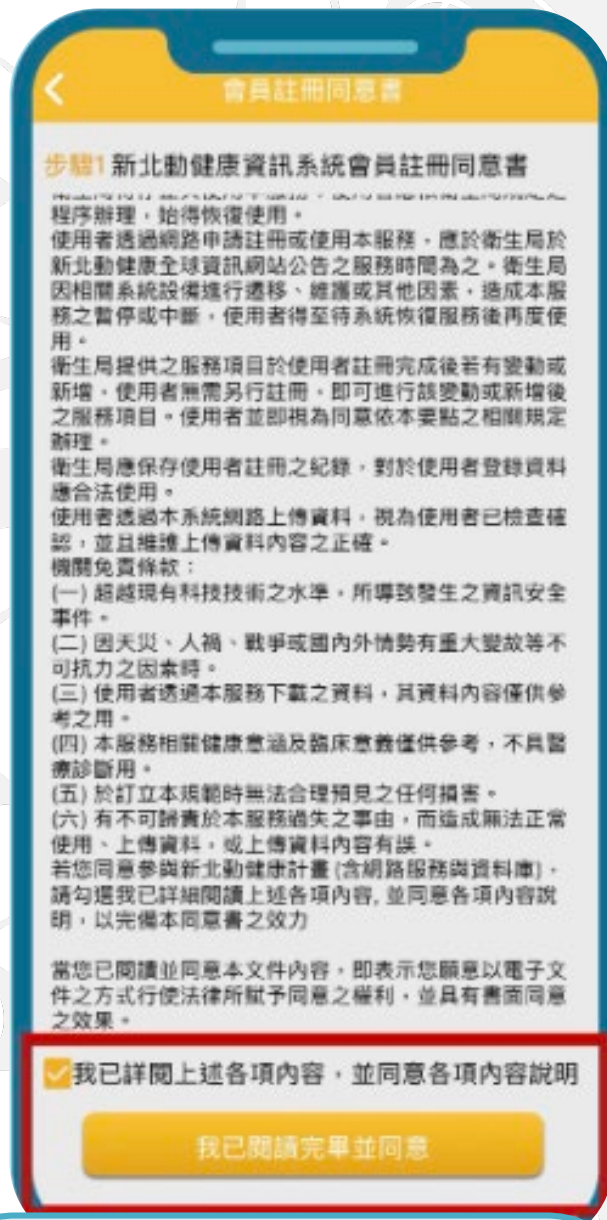 會員註冊同意書
步驟1 新北動健康資訊系統會員註冊同意書
程序辦理，始得恢復使用。
使用者透過網路申請註冊或使用本服務，應於衛生局於
新北動健康全球資訊網站公告之服務時間為之。衛生局
因相關系統設備進行遷移、維護或其他因素，造成本服
務之暫停或中斷，使用者得至待系統恢復服務後再度使
用。
衛生局提供之服務項目於使用者註冊完成後若有變動或
新增，使用者無需另行註冊，即可進行該變動或新增後
之服務項目。使用者並即視為同意依本要點之相關規定
辦理。
衛生局應保存使用者註冊之紀錄，對於使用者登錄資料
應合法使用。
使用者透過本系統網路上傳資料，視為使用者已檢查確
認，並且維護上傳資料內容之正確。
機關免責條款：
(一) 超越現有科技技術之水準，所導致發生之資訊安全
事件。
(二) 因天災、人禍、戰爭或國內外情勢有重大變故等不
可抗力之因素時。
(三) 使用者透過本服務下載之資料，其資料內容僅供參
考之用。
(四) 本服務相關健康意涵及臨床意義僅供參考，不具醫
療診斷用。
(五) 於訂立本規範時無法合理預見之任何損害。
(六) 有不可歸責於本服務過失之事由，而造成無法正常
使用、上傳資料，或上傳資料內容有誤。
若您同意參與新北動健康計畫 (含網路服務與資料庫)，
請勾選我已詳細閱讀上述各項內容, 並同意各項內容說
明，以完備本同意書之效力
當您已閱讀並同意本文件內容，即表示您願意以電子文
件之方式行使法律所賦予同意之權利，並具有書面同意
之效果。
我已詳閱上述各項內容，並同意各項內容說明
我已閱讀完畢並同意